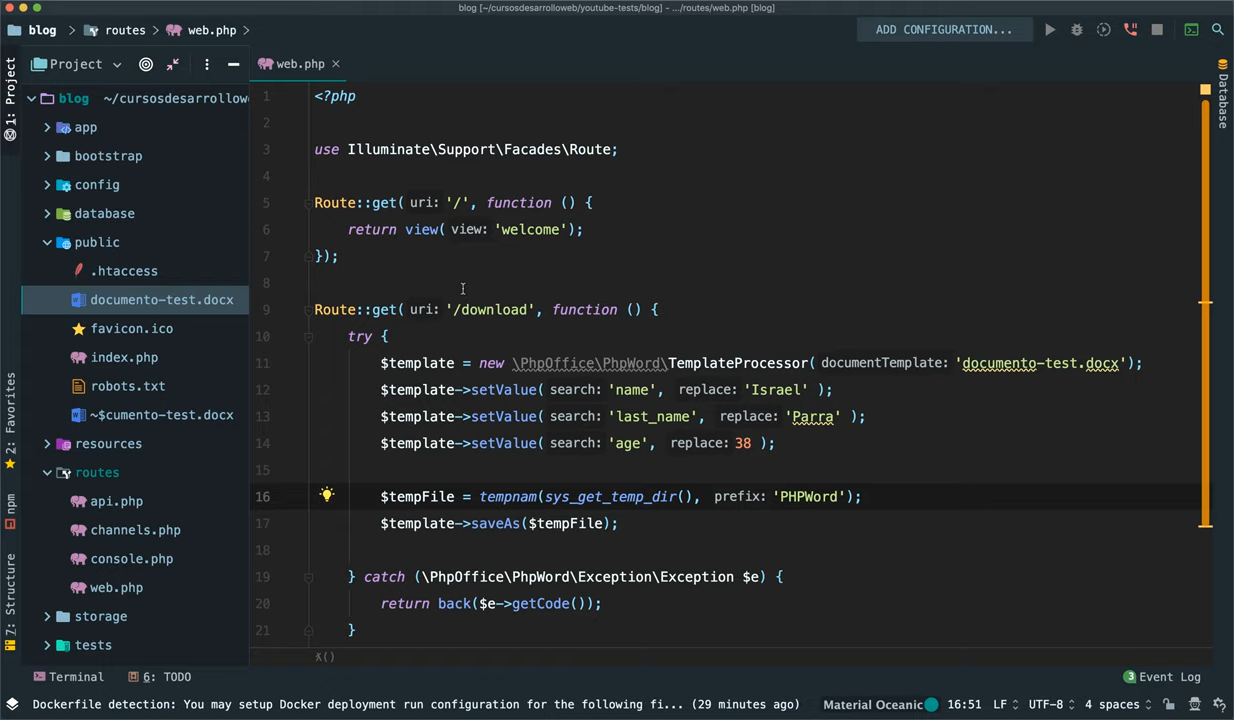 blog [~/cursosdesarrolloweb/youtube-tests/blog] - .../routes/web.php [blog]
blog
routes
web.php
ADD CONFIGURATION...
1: Project
Project
web.php
Database
blog ~/cursosdesarrollowe
app
bootstrap
config
database
public
.htaccess
documento-test.docx
favicon.ico
index.php
robots.txt
~$cumento-test.docx
resources
routes
api.php
channels.php
console.php
web.php
storage
tests
2: Favorites
npm
7: Structure
1 <?php
2
3 use Illuminate\Support\Facades\Route;
4
5 Route::get( uri: '/', function () {
6 return view( view: 'welcome');
7 });
8
9 Route::get( uri: '/download', function () {
10 try {
11 $template = new \PhpOffice\PhpWord\TemplateProcessor( documentTemplate: 'documento-test.docx');
12 $template->setValue( search: 'name', replace: 'Israel' );
13 $template->setValue( search: 'last_name', replace: 'Parra' );
14 $template->setValue( search: 'age', replace: 38 );
15
16 $tempFile = tempnam(sys_get_temp_dir(), prefix: 'PHPWord');
17 $template->saveAs($tempFile);
18
19 } catch (\PhpOffice\PhpWord\Exception\Exception $e) {
20 return back($e->getCode());
21 }
λ()
Terminal
6: TODO
3 Event Log
Dockerfile detection: You may setup Docker deployment run configuration for the following fi... (29 minutes ago)
Material Oceanic
16:51
LF
UTF-8
4 spaces